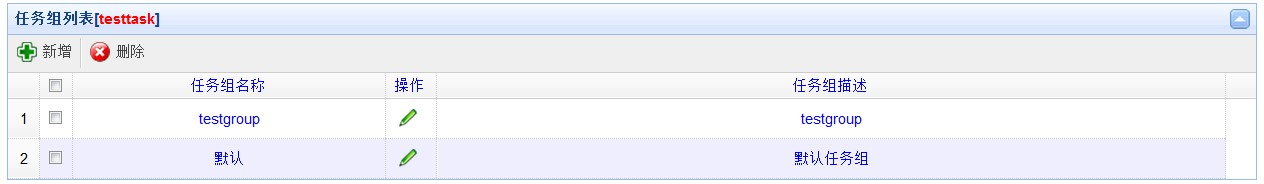 任务组列表[testtask]
新增 删除
任务组名称 操作 任务组描述
1 testgroup testgroup
2 默认 默认任务组